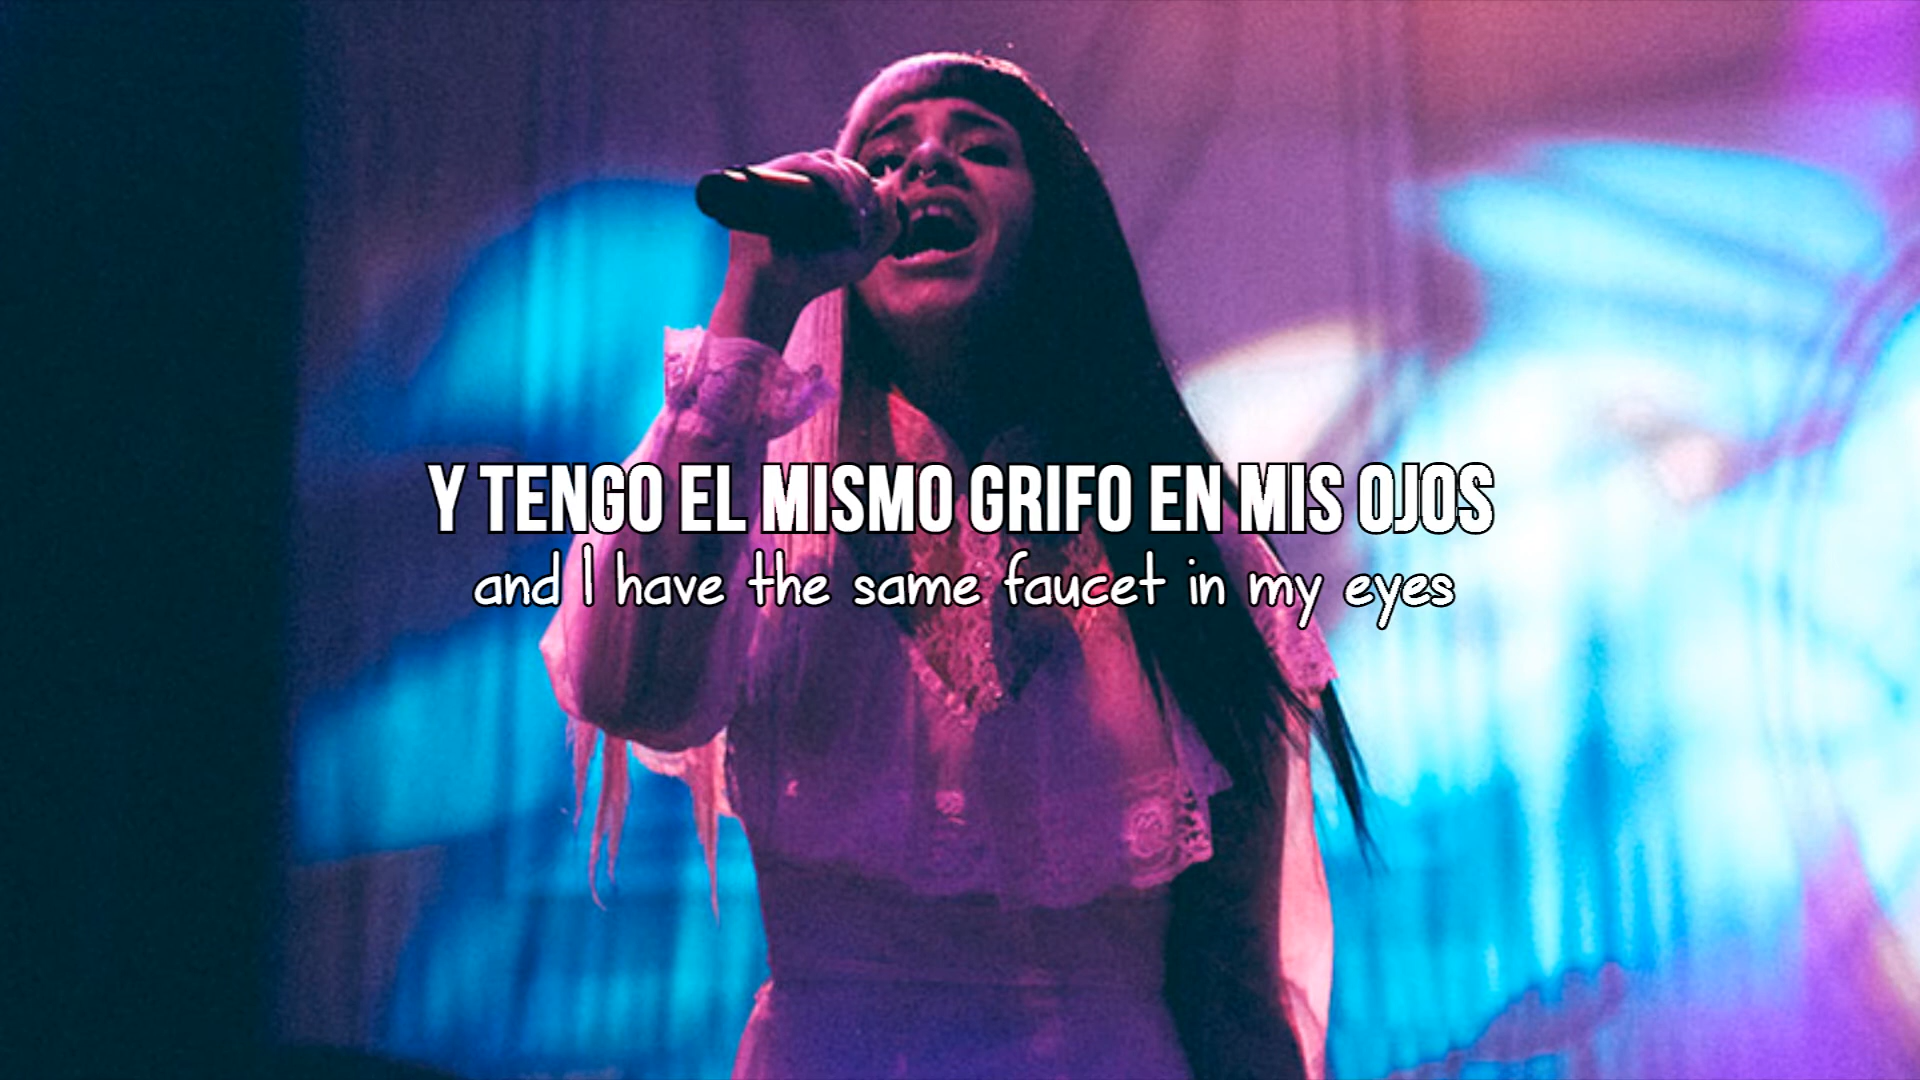 Y TENGO EL MISMO GRIFO EN MIS OJOS
and I have the same faucet in my eyes